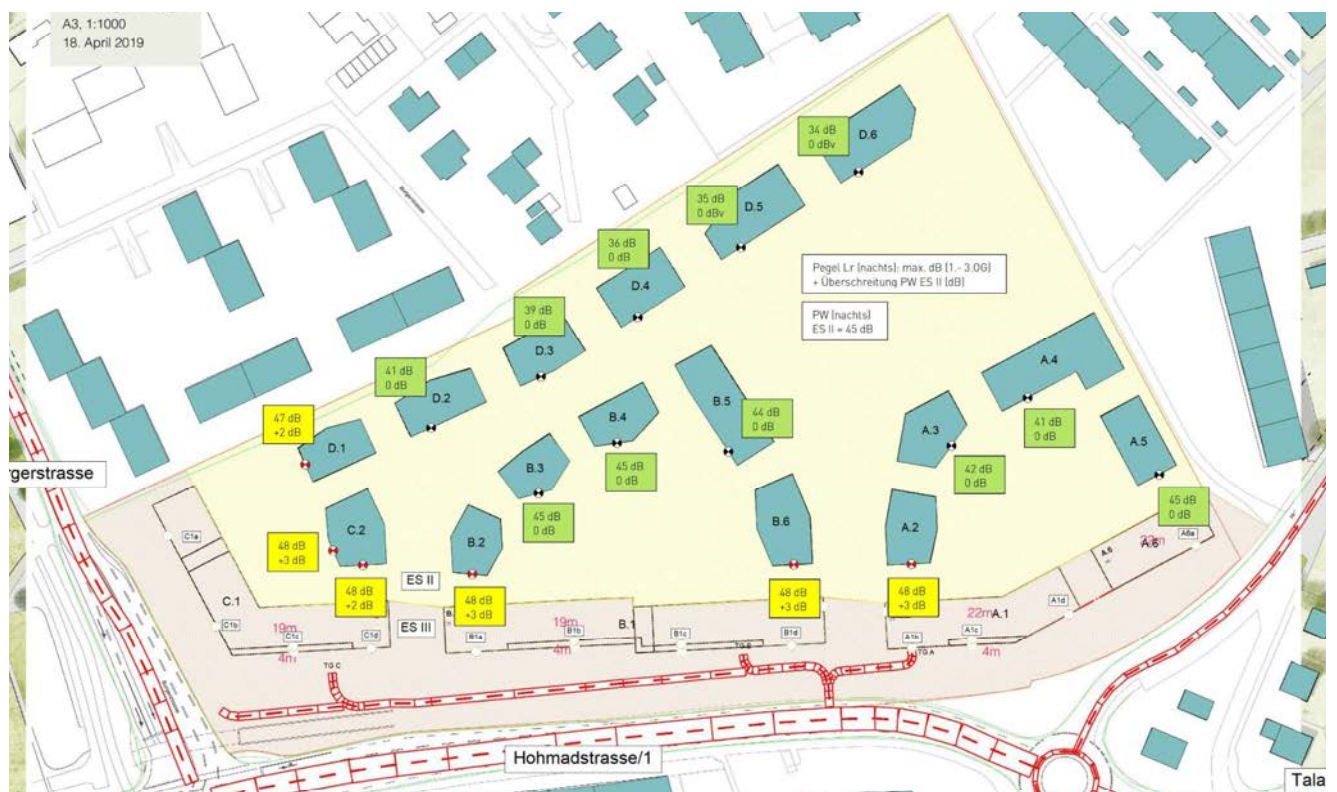 A3, 1:1000
18. April 2019
34 dB
0 dBv
D.6
35 dB
0 dBv
D.5
36 dB
0 dB
D.4
Pegel Lr (nachts): max. dB (1.- 3.OG)
+ Überschreitung PW ES II (dB)
PW (nachts)
ES II = 45 dB
39 dB
0 dB
D.3
41 dB
0 dB
D.2
47 dB
+2 dB
D.1
B.5
44 dB
0 dB
B.4
45 dB
0 dB
B.3
45 dB
0 dB
A.4
41 dB
0 dB
A.3
42 dB
0 dB
A.5
45 dB
0 dB
rgerstrasse
C.2
48 dB
+3 dB
48 dB
+2 dB
B.2
48 dB
+3 dB
B.6
48 dB
+3 dB
A.2
48 dB
+3 dB
ES II
ES III
C1a
C.1
C1b
19m
C1c
C1d
4m
TG C
B1a
19m
B1b
4m
B.1
B1c
B1d
TG B
A1b
TG A
A1c
22m
A.1
4m
A1d
A.6
22m
A.6
A6a
Hohmadstrasse/1
Tala